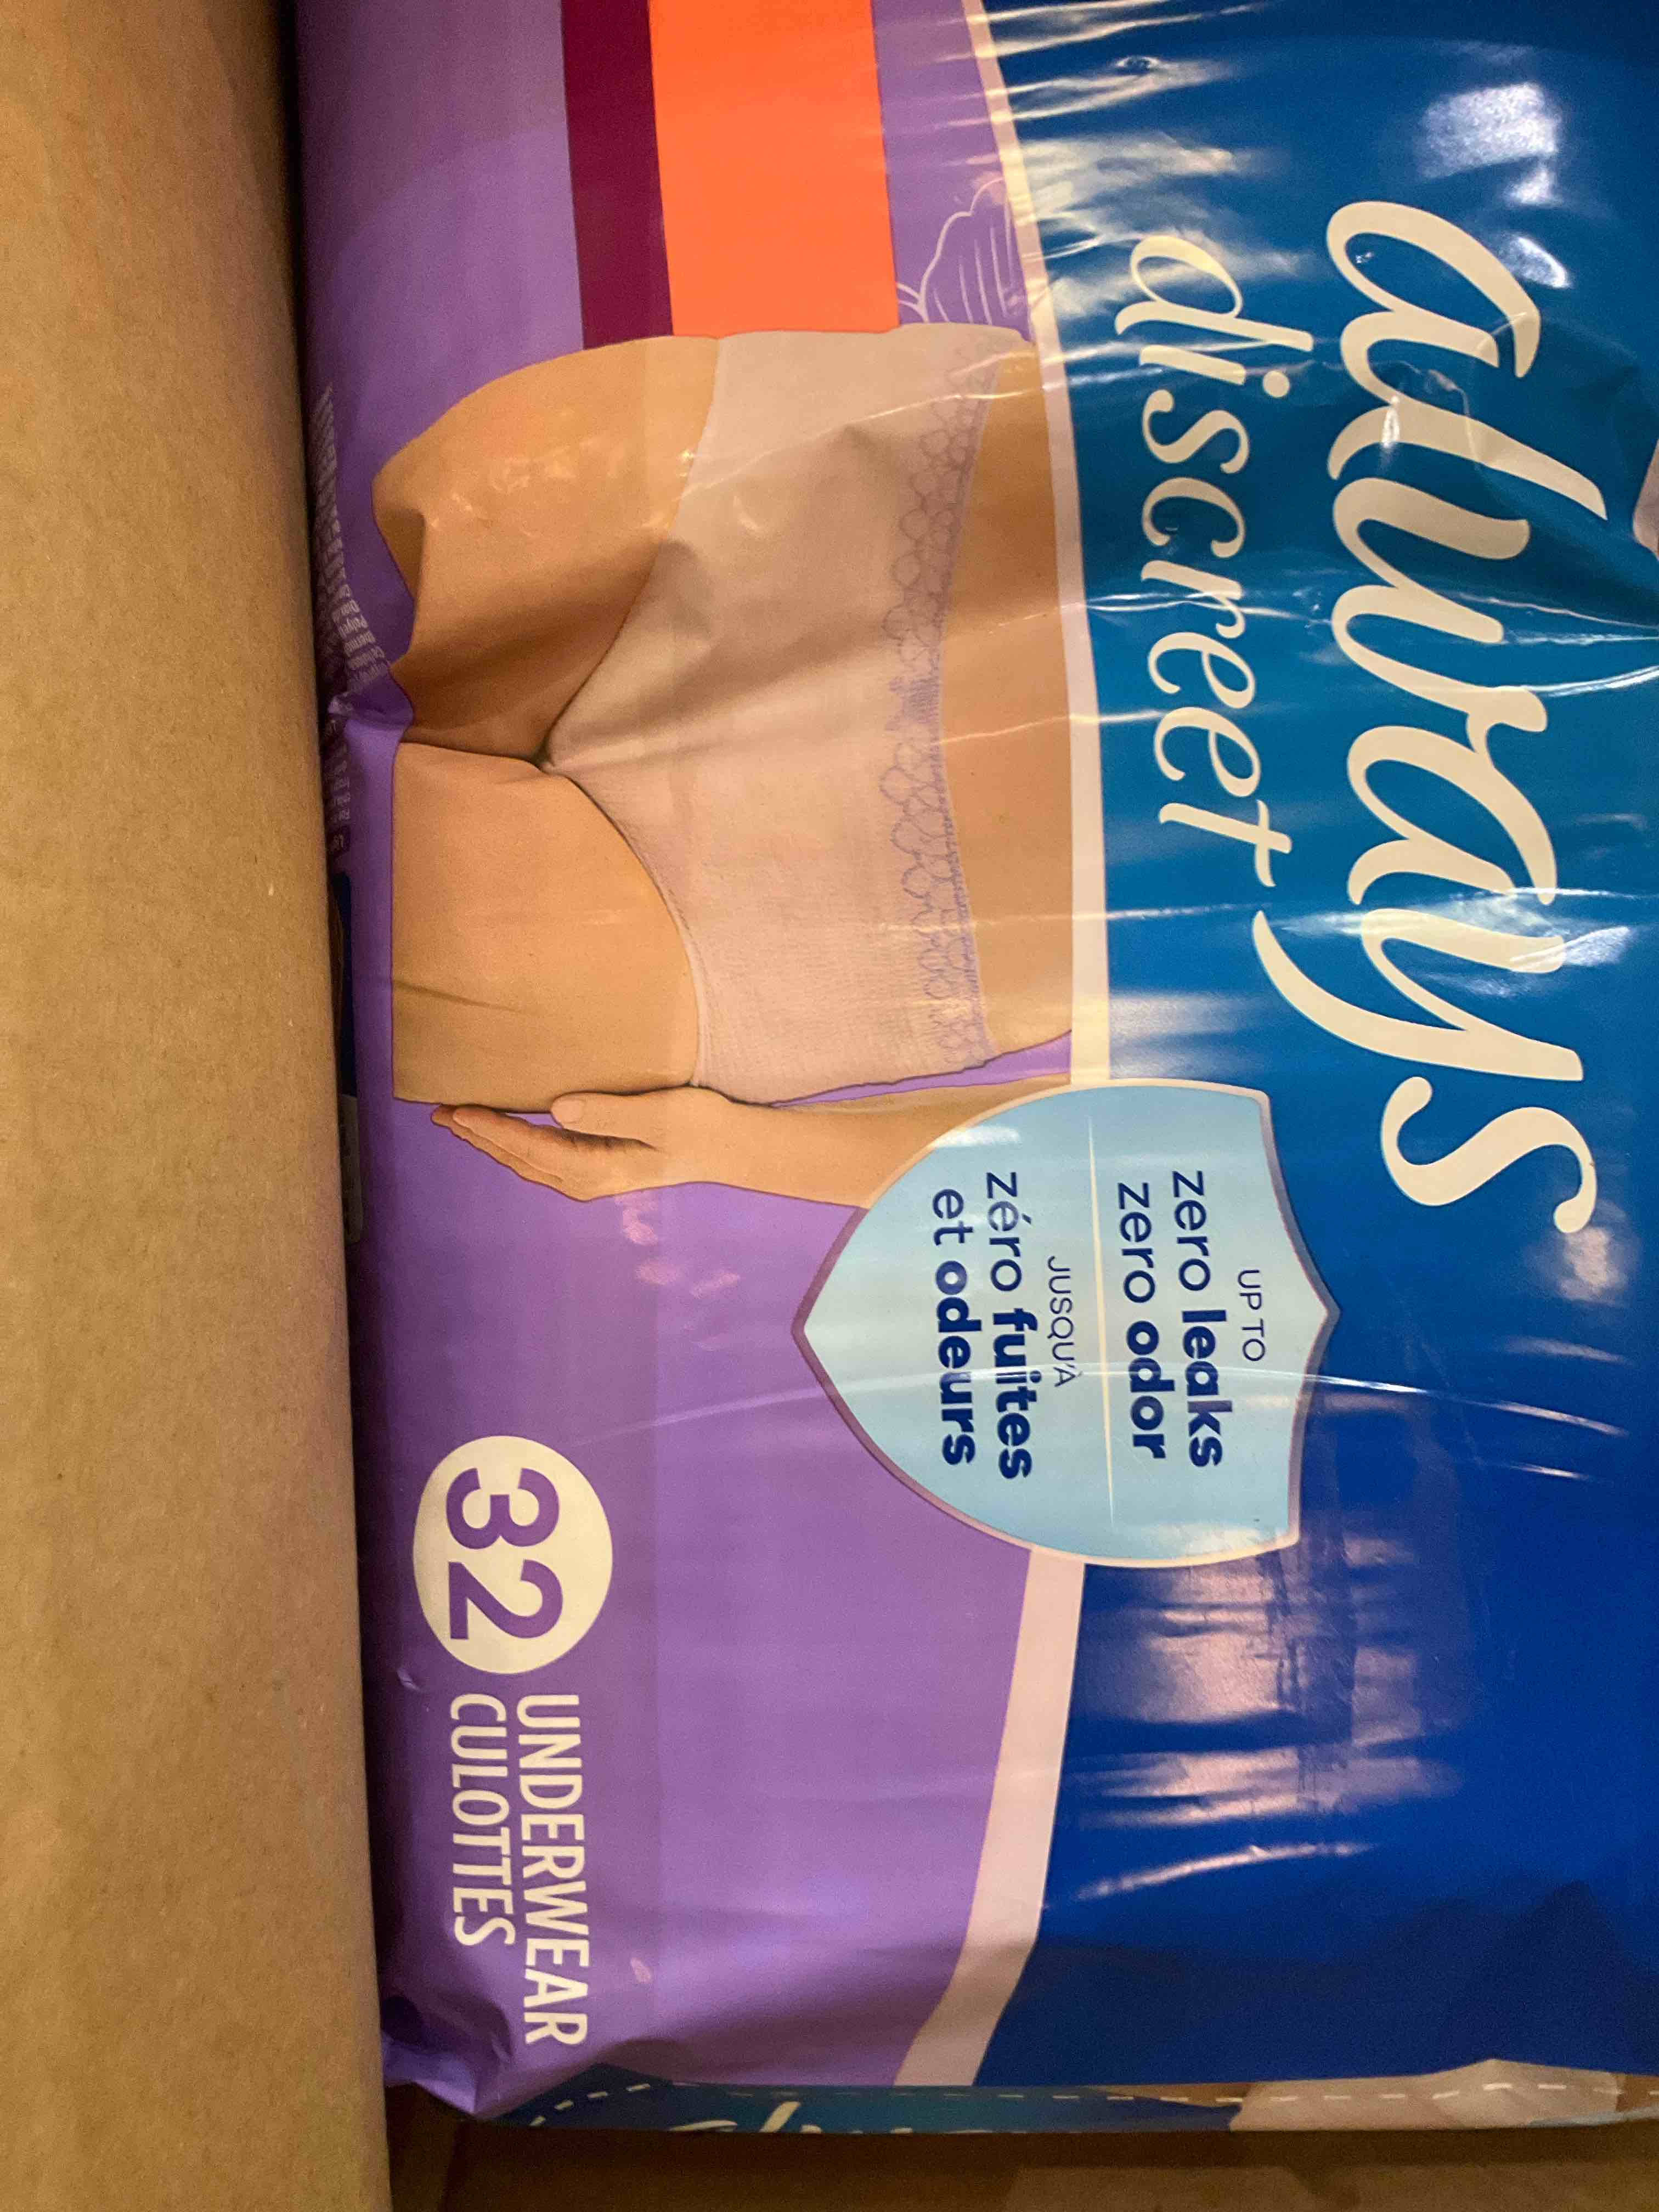 always
discreet
UP TO
zero leaks
zero odor
JUSQU'À
zéro fuites
et odeurs
32
UNDERWEAR
CULOTTES